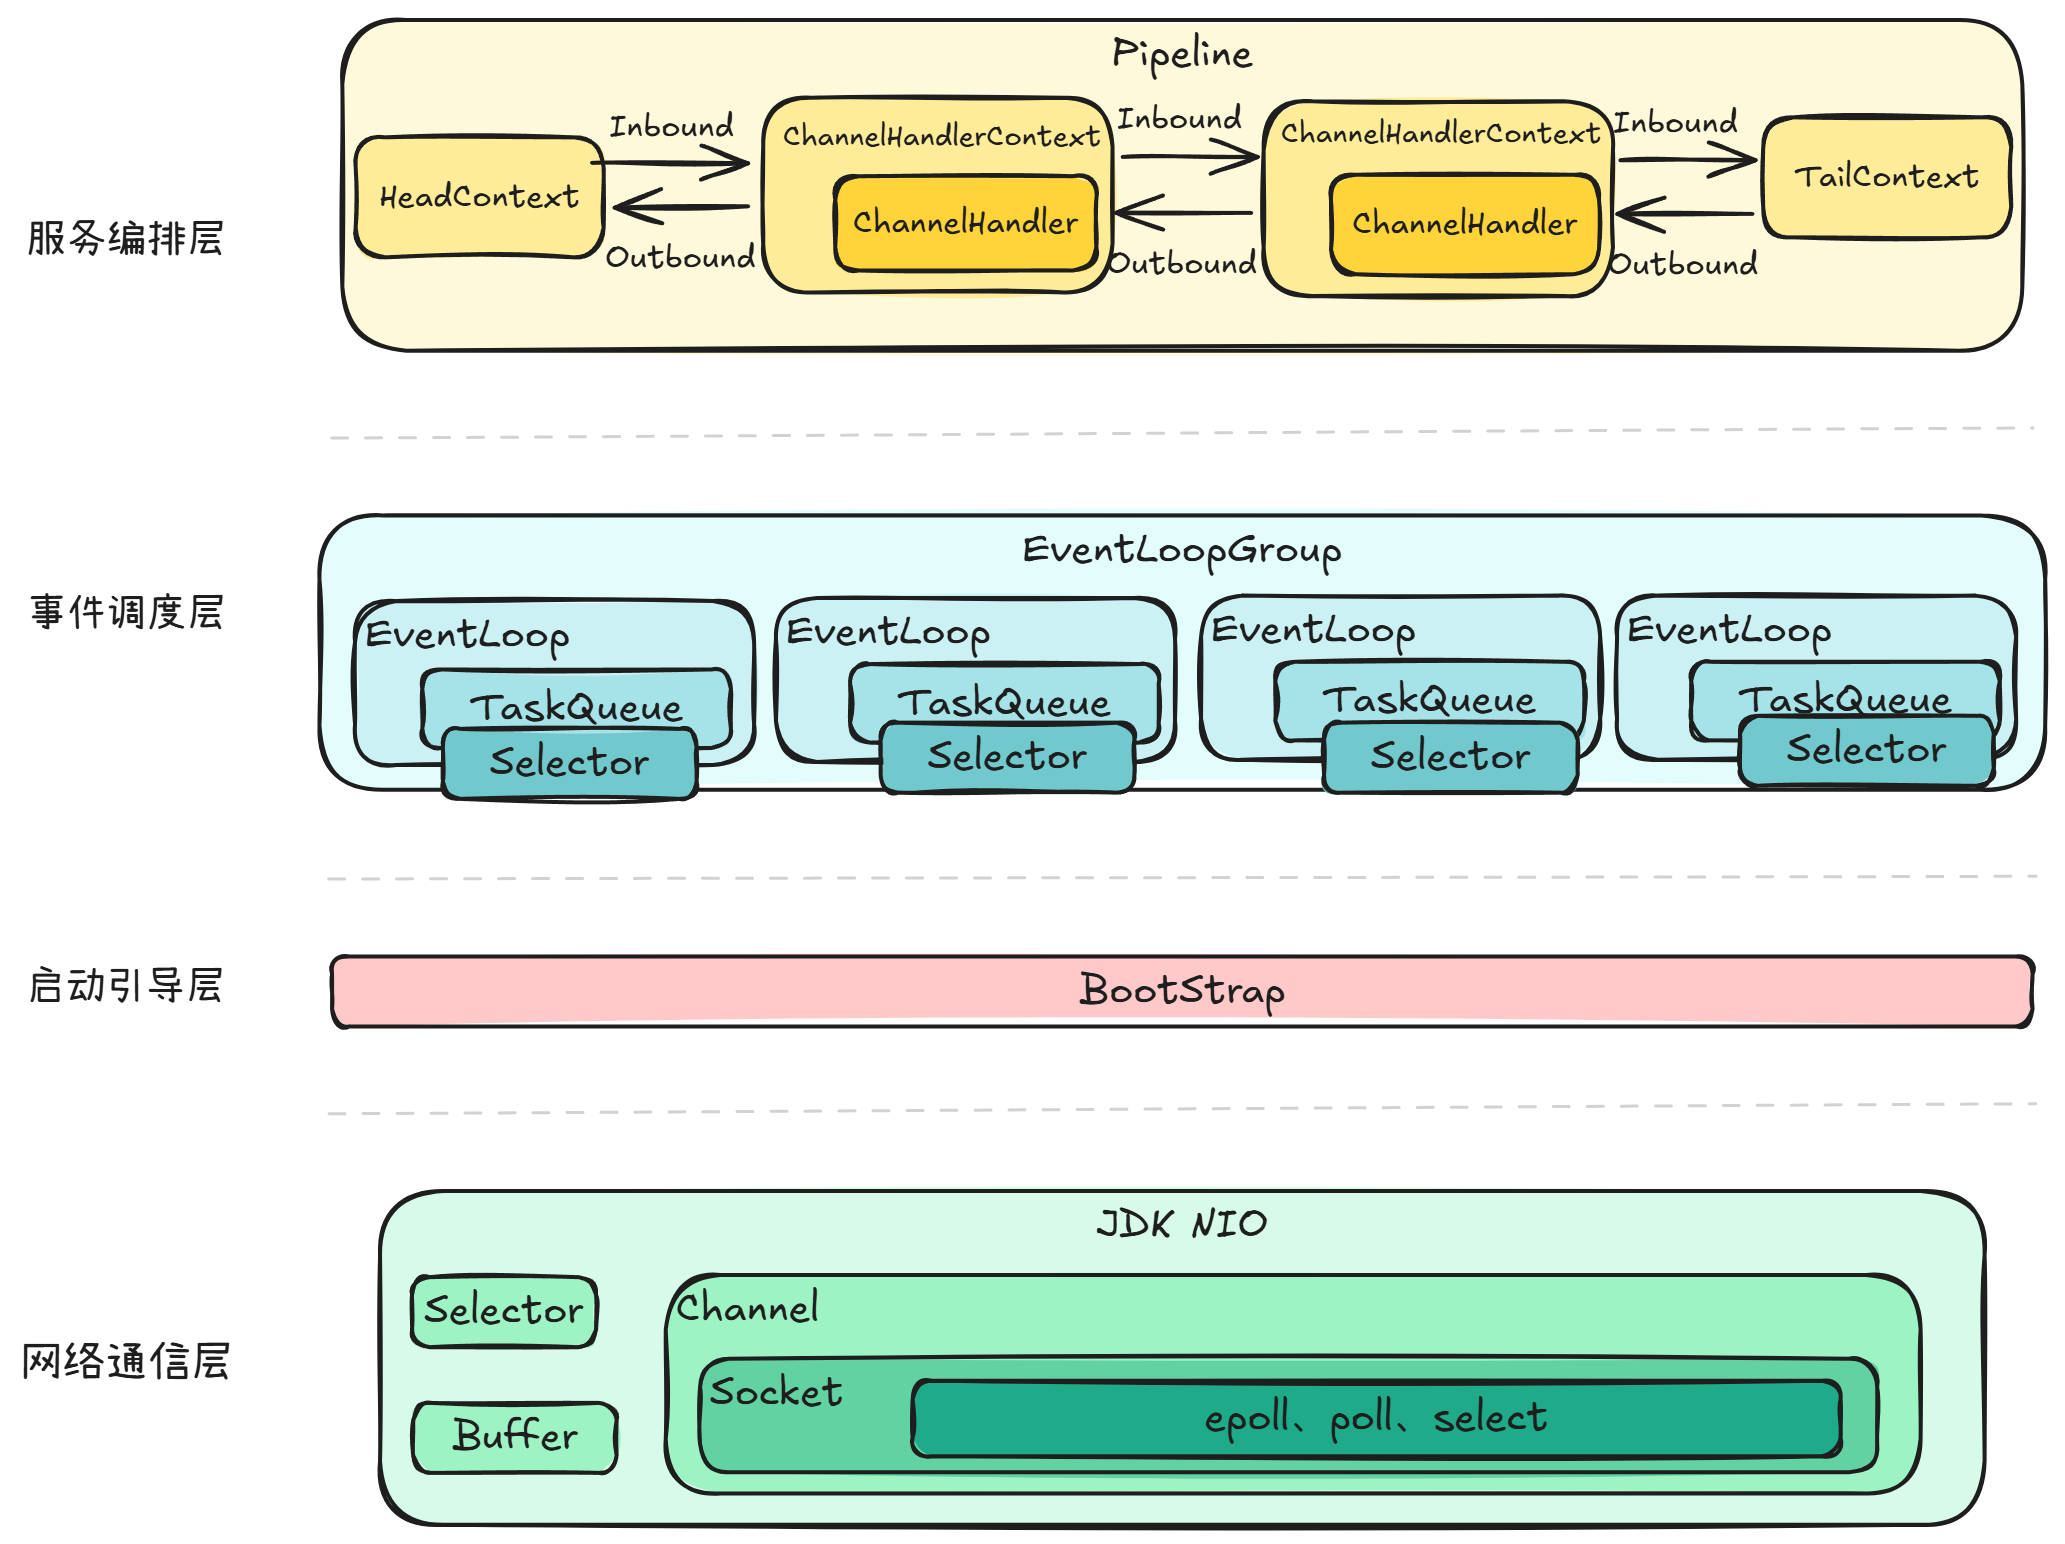 Pipeline
服务编排层
HeadContext
Inbound
Outbound
ChannelHandlerContext
ChannelHandler
Inbound
Outbound
ChannelHandlerContext
ChannelHandler
Inbound
Outbound
TailContext
事件调度层
EventLoopGroup
EventLoop
TaskQueue
Selector
EventLoop
TaskQueue
Selector
EventLoop
TaskQueue
Selector
EventLoop
TaskQueue
Selector
启动引导层
BootStrap
网络通信层
JDK NIO
Selector
Buffer
Channel
Socket
epoll、poll、select